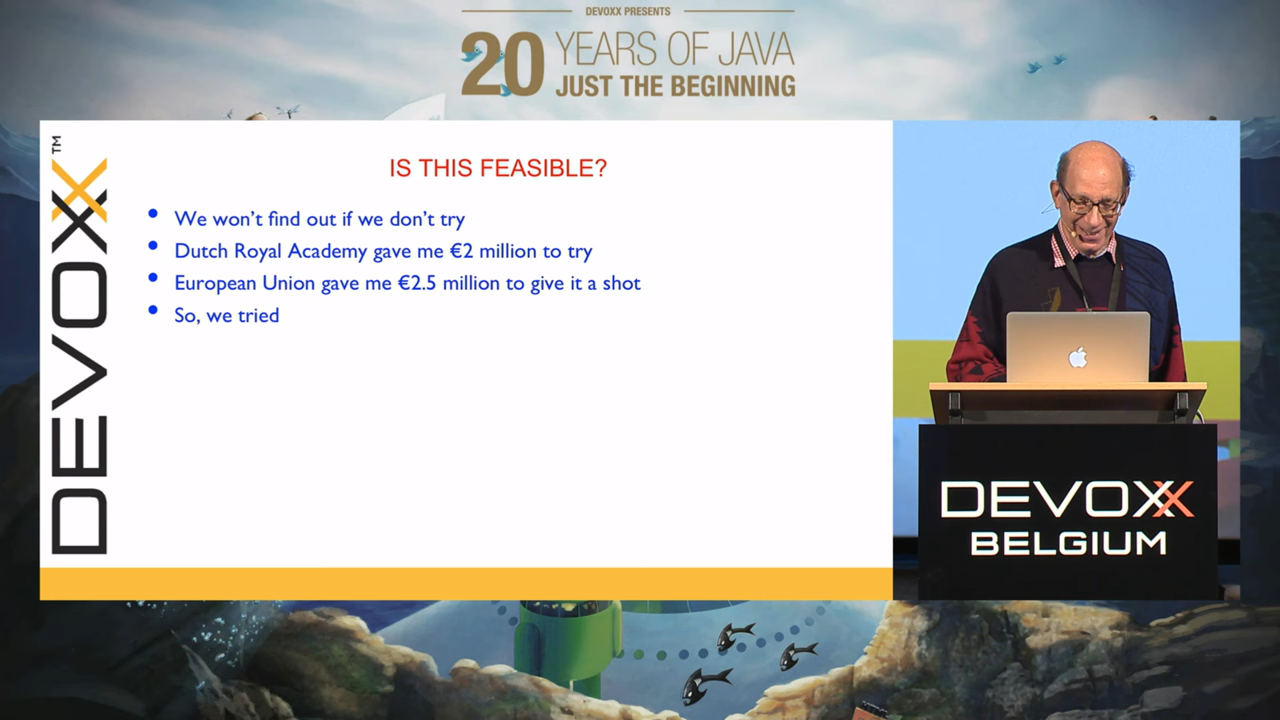 DEVOXX PRESENTS
20 YEARS OF JAVA
JUST THE BEGINNING
DEVOXX™
IS THIS FEASIBLE?
• We won't find out if we don't try
• Dutch Royal Academy gave me €2 million to try
• European Union gave me €2.5 million to give it a shot
• So, we tried
DEVOXX
BELGIUM